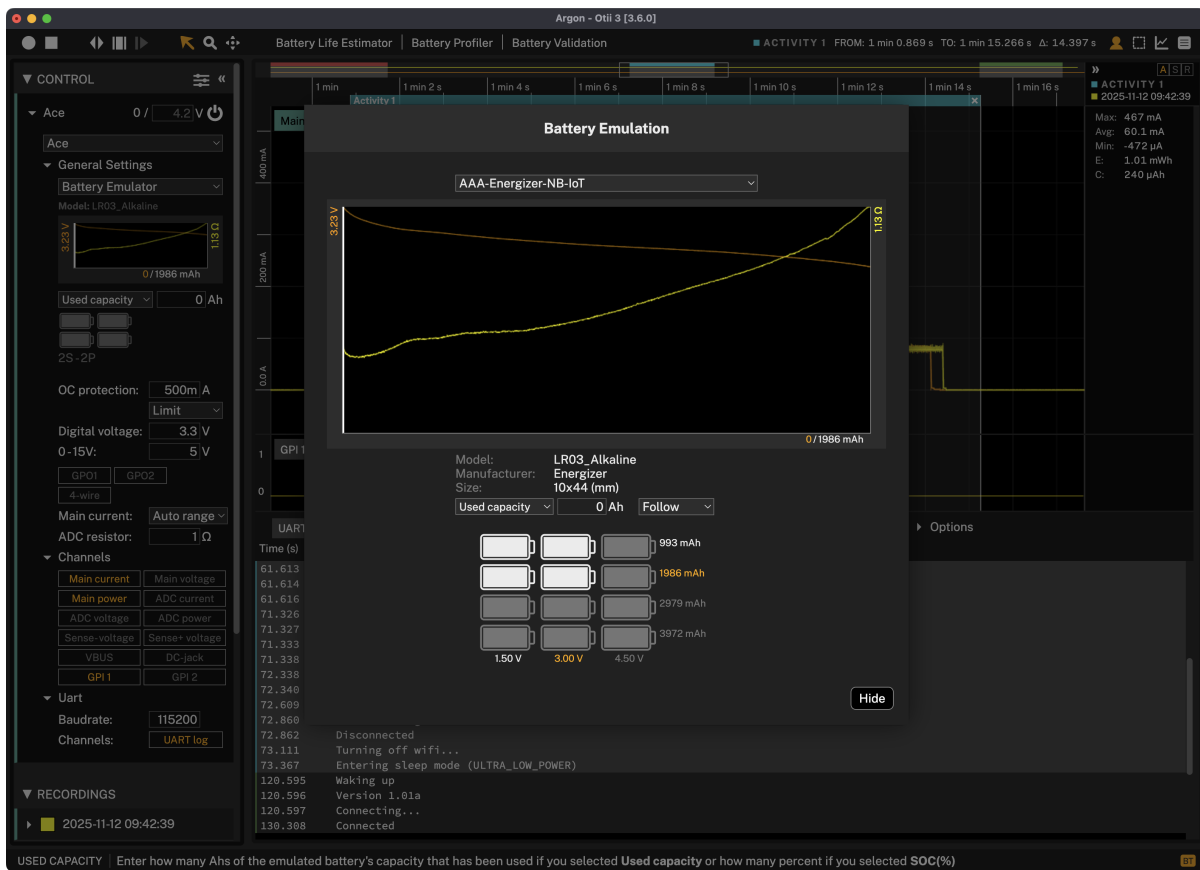 Argon - Otii 3 [3.6.0]
Battery Life Estimator | Battery Profiler | Battery Validation
ACTIVITY 1 FROM: 1 min 0.869 s TO: 1 min 15.266 s Δ: 14.397 s
CONTROL
Ace 0 / 4.2 V
Ace
General Settings
Battery Emulator
Model: LR03_Alkaline
3.23 V
1.13 Ω
0/1986 mAh
Used capacity 0 Ah
2S - 2P
OC protection: 500m A
Limit
Digital voltage: 3.3 V
0-15V: 5 V
GPO1 GPO2
4-wire
Main current: Auto range
ADC resistor: 1 Ω
Channels
Main current Main voltage
Main power ADC current
ADC voltage ADC power
Sense-voltage Sense+ voltage
VBUS DC-jack
GPI 1 GPI 2
Uart
Baudrate: 115200
Channels: UART log
RECORDINGS
2025-11-12 09:42:39
1 min 1 min 2 s 1 min 4 s 1 min 6 s 1 min 8 s 1 min 10 s 1 min 12 s 1 min 14 s 1 min 16 s
Activity 1
Main
400 mA
200 mA
0.0 A
GPI 1
1
0
A S R
ACTIVITY 1
2025-11-12 09:42:39
Max: 467 mA
Avg: 60.1 mA
Min: -472 µA
E: 1.01 mWh
C: 240 µAh
Battery Emulation
AAA-Energizer-NB-IoT
3.23 V
1.13 Ω
0/1986 mAh
Model: LR03_Alkaline
Manufacturer: Energizer
Size: 10x44 (mm)
Used capacity 0 Ah Follow
993 mAh
1986 mAh
2979 mAh
3972 mAh
1.50 V 3.00 V 4.50 V
Hide
UART
Options
Time (s)
61.613
61.614
61.616
71.326
71.327
71.333
71.338
72.338
72.340
72.609
72.860
72.862 Disconnected
73.111 Turning off wifi...
73.367 Entering sleep mode (ULTRA_LOW_POWER)
120.595 Waking up
120.596 Version 1.01a
120.597 Connecting...
130.308 Connected
USED CAPACITY | Enter how many Ahs of the emulated battery's capacity that has been used if you selected Used capacity or how many percent if you selected SOC(%)
BT